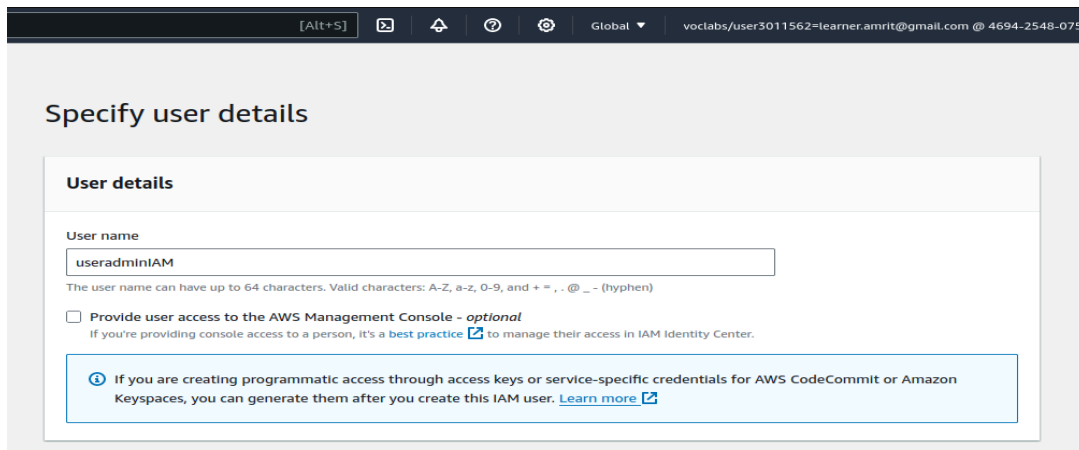 [Alt+S] Global ▼ voclabs/user3011562=learner.amrit@gmail.com @ 4694-2548-075
Specify user details
User details
User name
useradminIAM
The user name can have up to 64 characters. Valid characters: A-Z, a-z, 0-9, and + = , . @ _ - (hyphen)
Provide user access to the AWS Management Console - optional
If you're providing console access to a person, it's a best practice to manage their access in IAM Identity Center.
If you are creating programmatic access through access keys or service-specific credentials for AWS CodeCommit or Amazon
Keyspaces, you can generate them after you create this IAM user. Learn more